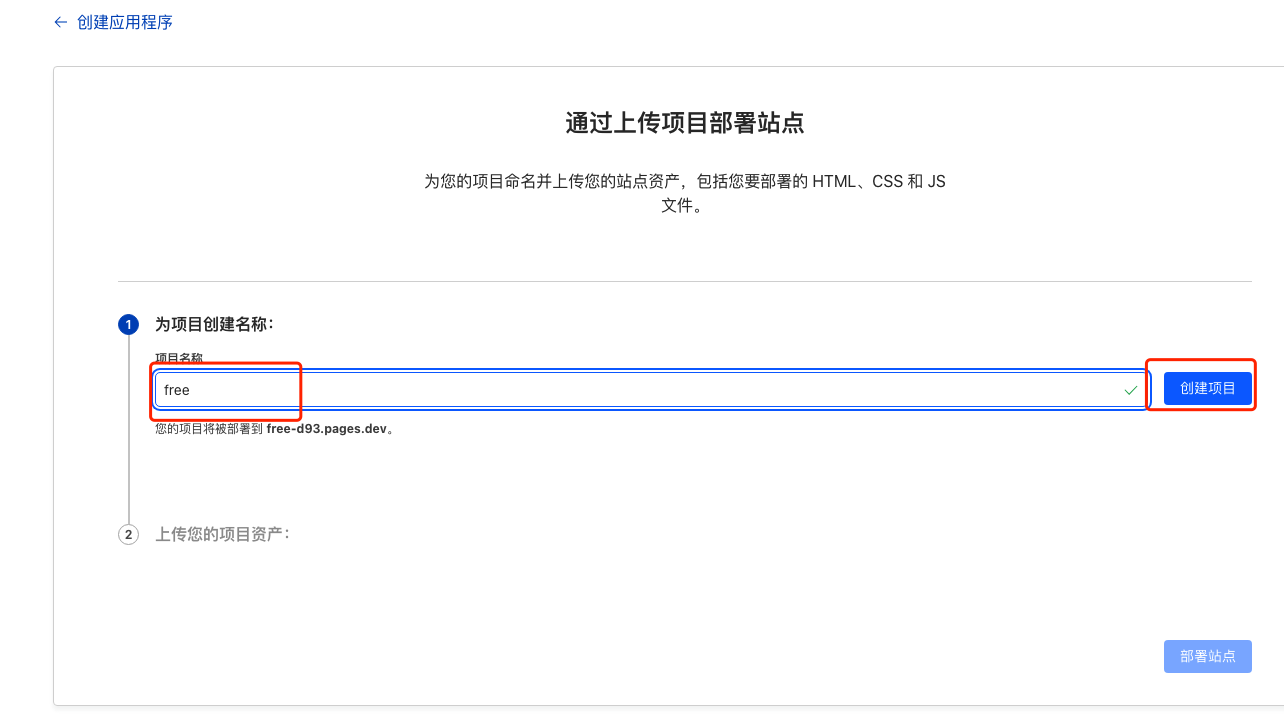 ← 创建应用程序
通过上传项目部署站点
为您的项目命名并上传您的站点资产，包括您要部署的 HTML、CSS 和 JS
文件。
1 为项目创建名称：
项目名称
free
创建项目
您的项目将被部署到 free-d93.pages.dev。
2 上传您的项目资产：
部署站点